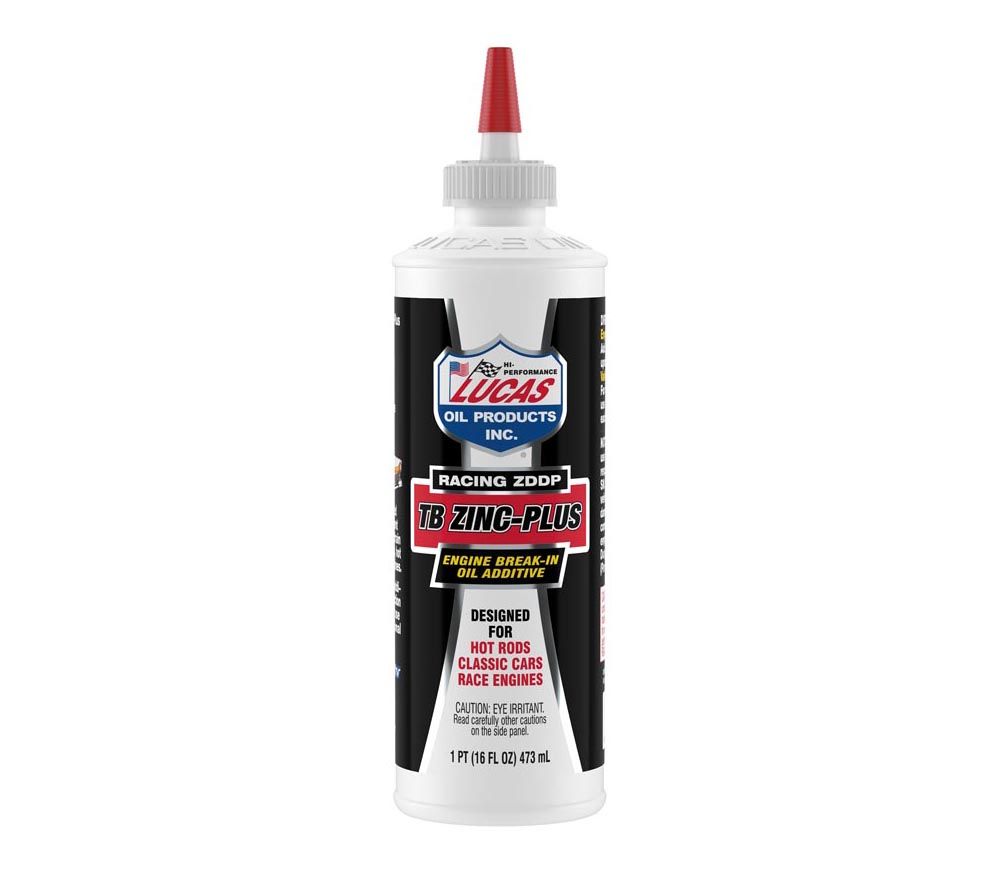 LUCAS OIL
HI-
PERFORMANCE
LUCAS
OIL PRODUCTS
INC.
®
RACING ZDDP
TB ZINC-PLUS
ENGINE BREAK-IN
OIL ADDITIVE
DESIGNED
FOR
HOT RODS
CLASSIC CARS
RACE ENGINES
CAUTION: EYE IRRITANT.
Read carefully other cautions
on the side panel.
1 PT (16 FL OZ) 473 mL